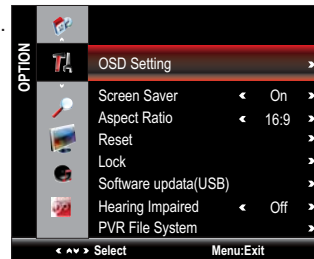 OPTION
OSD Setting
Screen Saver On
Aspect Ratio 16:9
Reset
Lock
Software updata(USB)
Hearing Impaired Off
PVR File System
Select Menu:Exit